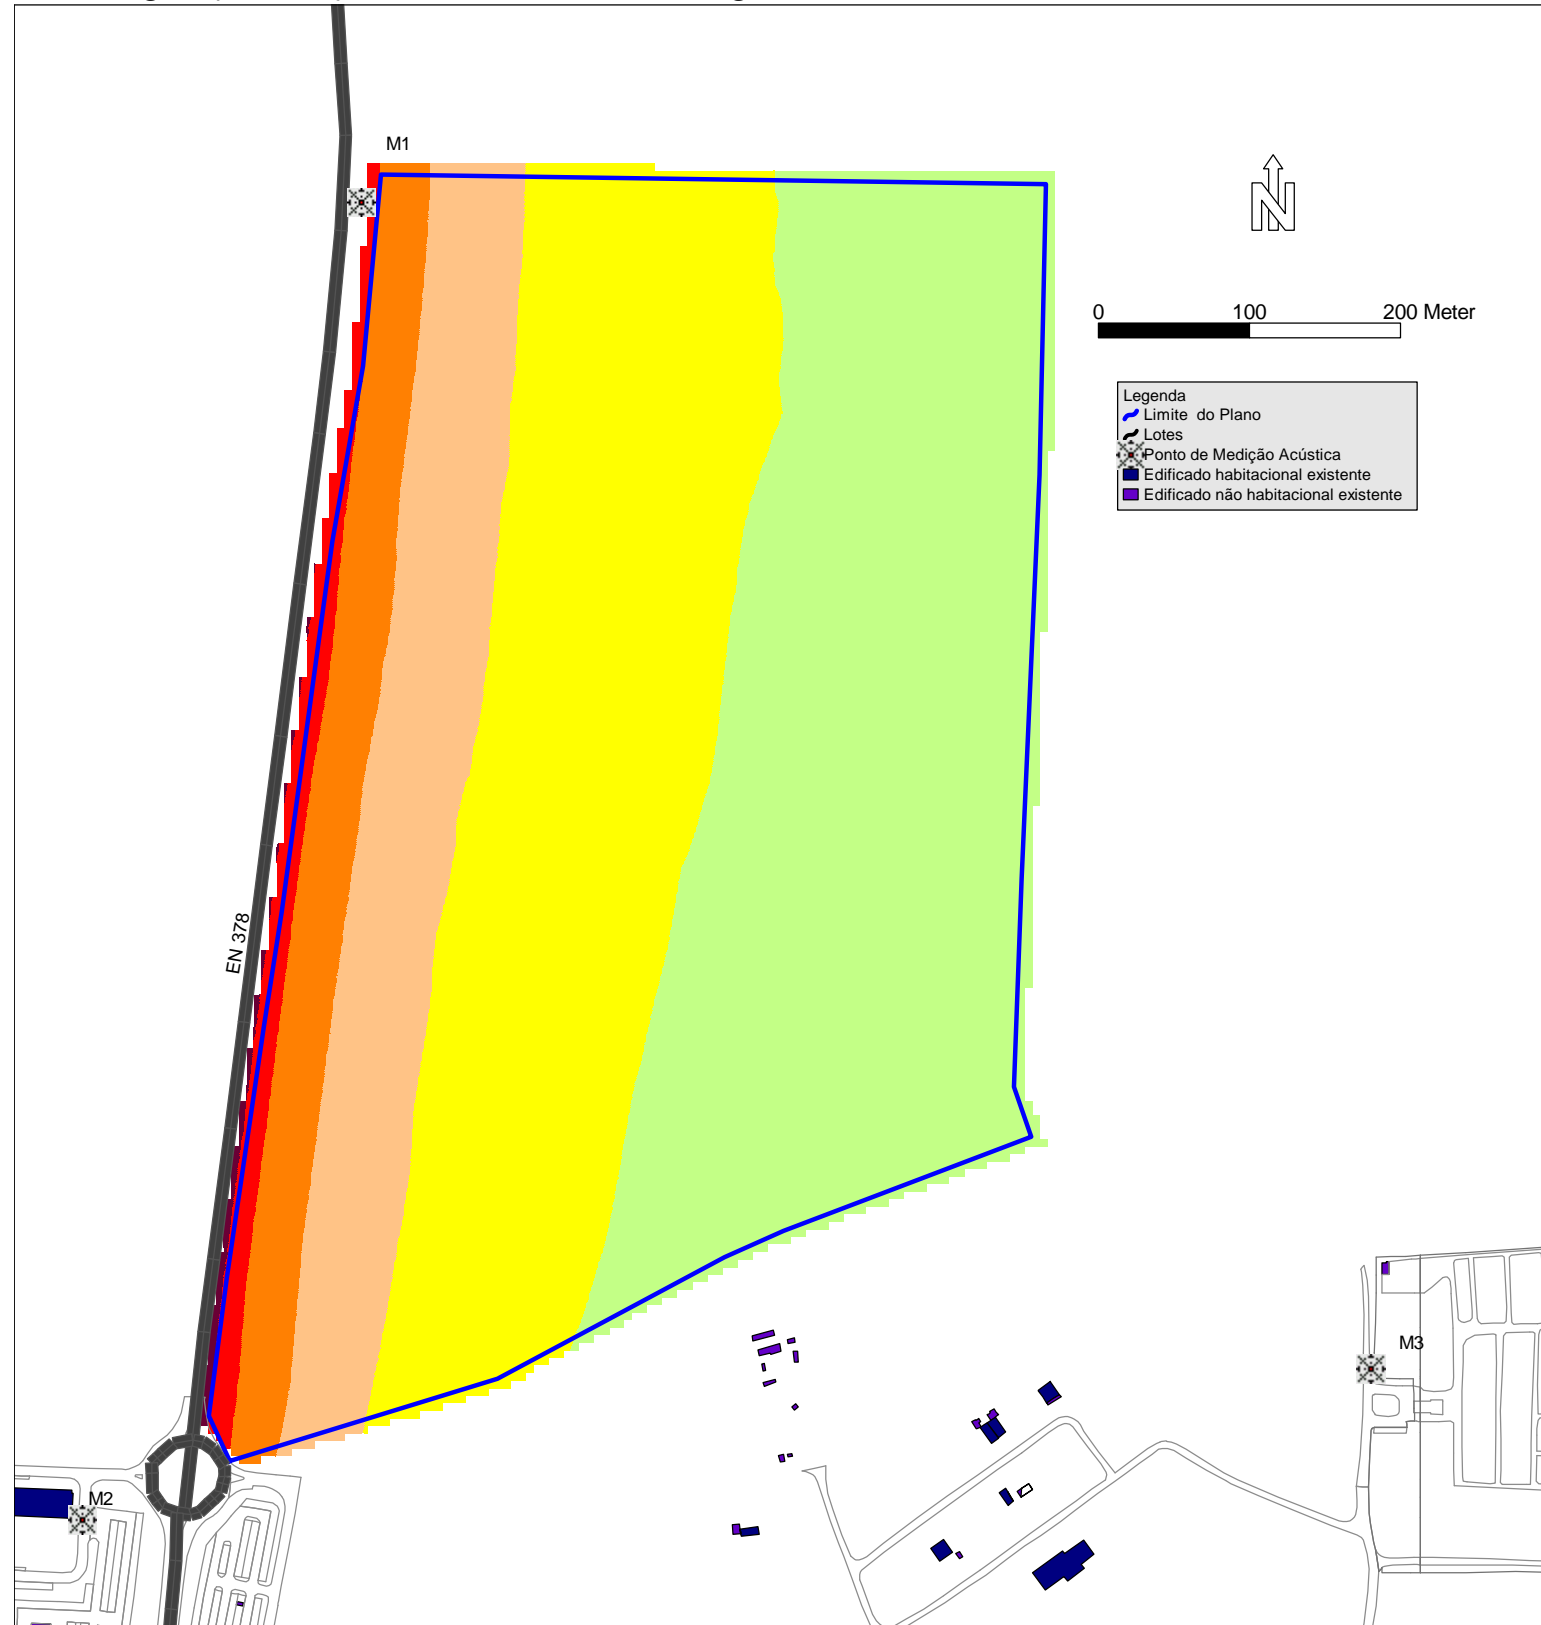 M1
0 100 200 Meter
Legenda
Limite do Plano
Lotes
Ponto de Medição Acústica
Edificado habitacional existente
Edificado não habitacional existente
EN 378
M3
M2